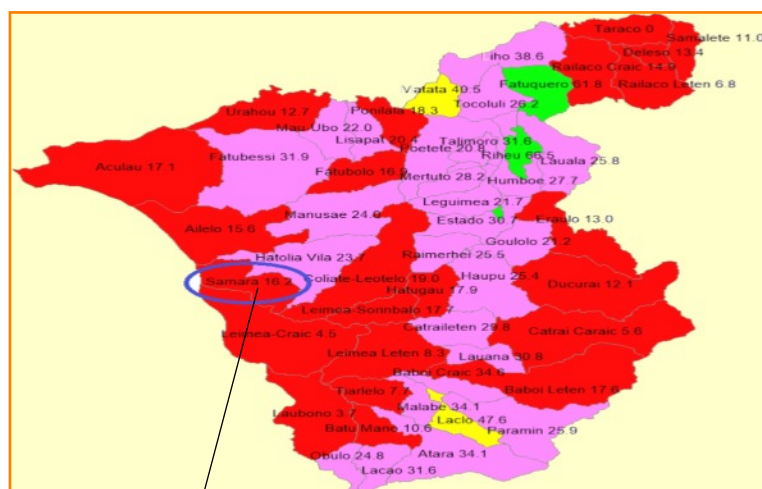 Taraco 0
Samalete 11.0
Deleso 13.4
Railaco Craic 14.9
Railaco Leten 6.8
iho 38.6
Fatuquero 61.8
Vatata 40.5
Tocoluli 26.2
Urahou 12.7
Ponilala 18.3
Mau-Ubo 22.0
Lisapat 20.4
Talimoro 31.6
Poetete 20.8
Riheu 66.5
Lauala 25.8
Fatubessi 31.9
Aculau 17.1
Mertuto 28.2
Humboe 27.7
Leguimea 21.7
Manusae 24.0
Estado 30.7
Eraulo 13.0
Ailelo 15.6
Goulolo 21.2
Hatolia Vila 23.7
Raimerhei 25.5
Samara 16.2
Coliate-Leotelo 19.0
Haupu 25.4
Hatugau 17.9
Ducurai 12.1
Leimea-Sorinbalo 17.7
Leimea-Craic 4.5
Catraileten 29.8
Catrai Caraic 5.6
Leimea Leten 8.3
Lauana 30.8
Baboi Craic 34.6
Baboi Leten 17.6
Tiarlelo 7.7
Malabe 34.1
Laubono 3.7
Laclo 47.6
Batu Mane 10.6
Paramin 25.9
Obulo 24.8
Atara 34.1
Lacao 31.6